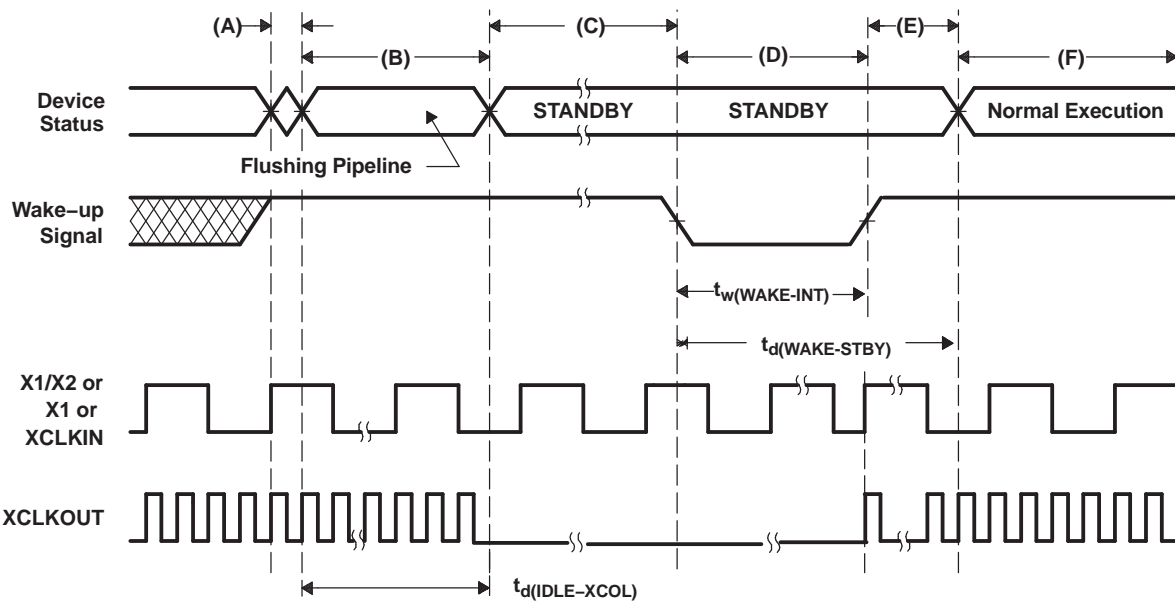 (A)
(B)
(C)
(D)
(E)
(F)
Device
Status
STANDBY
STANDBY
Normal Execution
Flushing Pipeline
Wake–up
Signal
tw(WAKE-INT)
td(WAKE-STBY)
X1/X2 or
X1 or
XCLKIN
XCLKOUT
td(IDLE–XCOL)